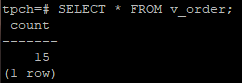 tpch=# SELECT * FROM v_order;
 count
-------
    15
(1 row)